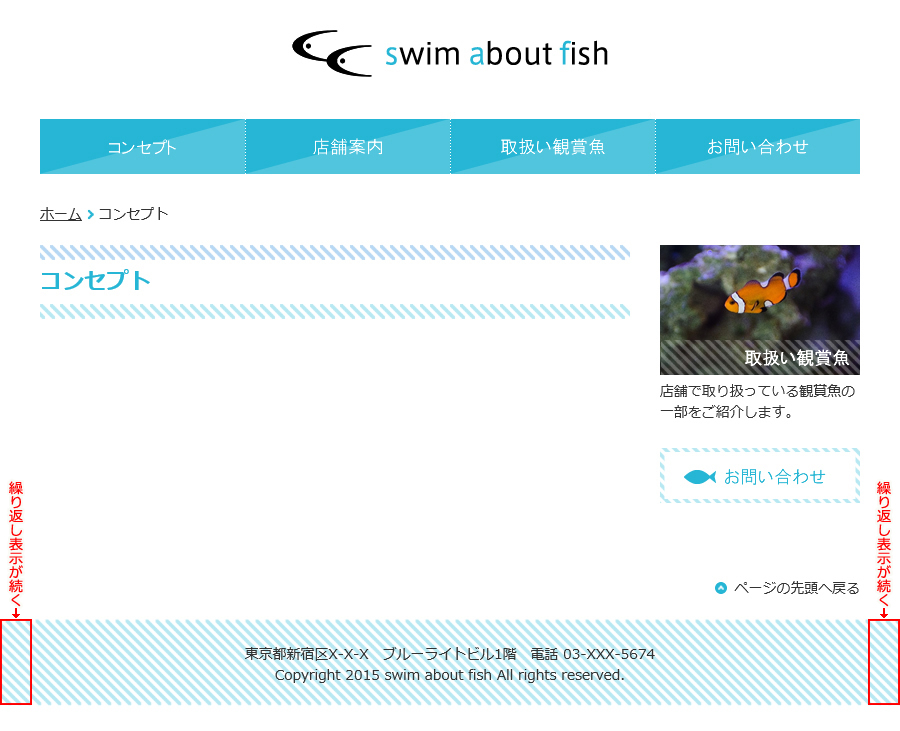 swim about fish
コンセプト
店舗案内
取扱い観賞魚
お問い合わせ
ホーム コンセプト
コンセプト
取扱い観賞魚
店舗で取り扱っている観賞魚の
一部をご紹介します。
お問い合わせ
繰り返し表示が続く
繰り返し表示が続く
ページの先頭へ戻る
東京都新宿区X-X-X　ブルーライトビル1階　電話 03-XXX-5674
Copyright 2015 swim about fish All rights reserved.